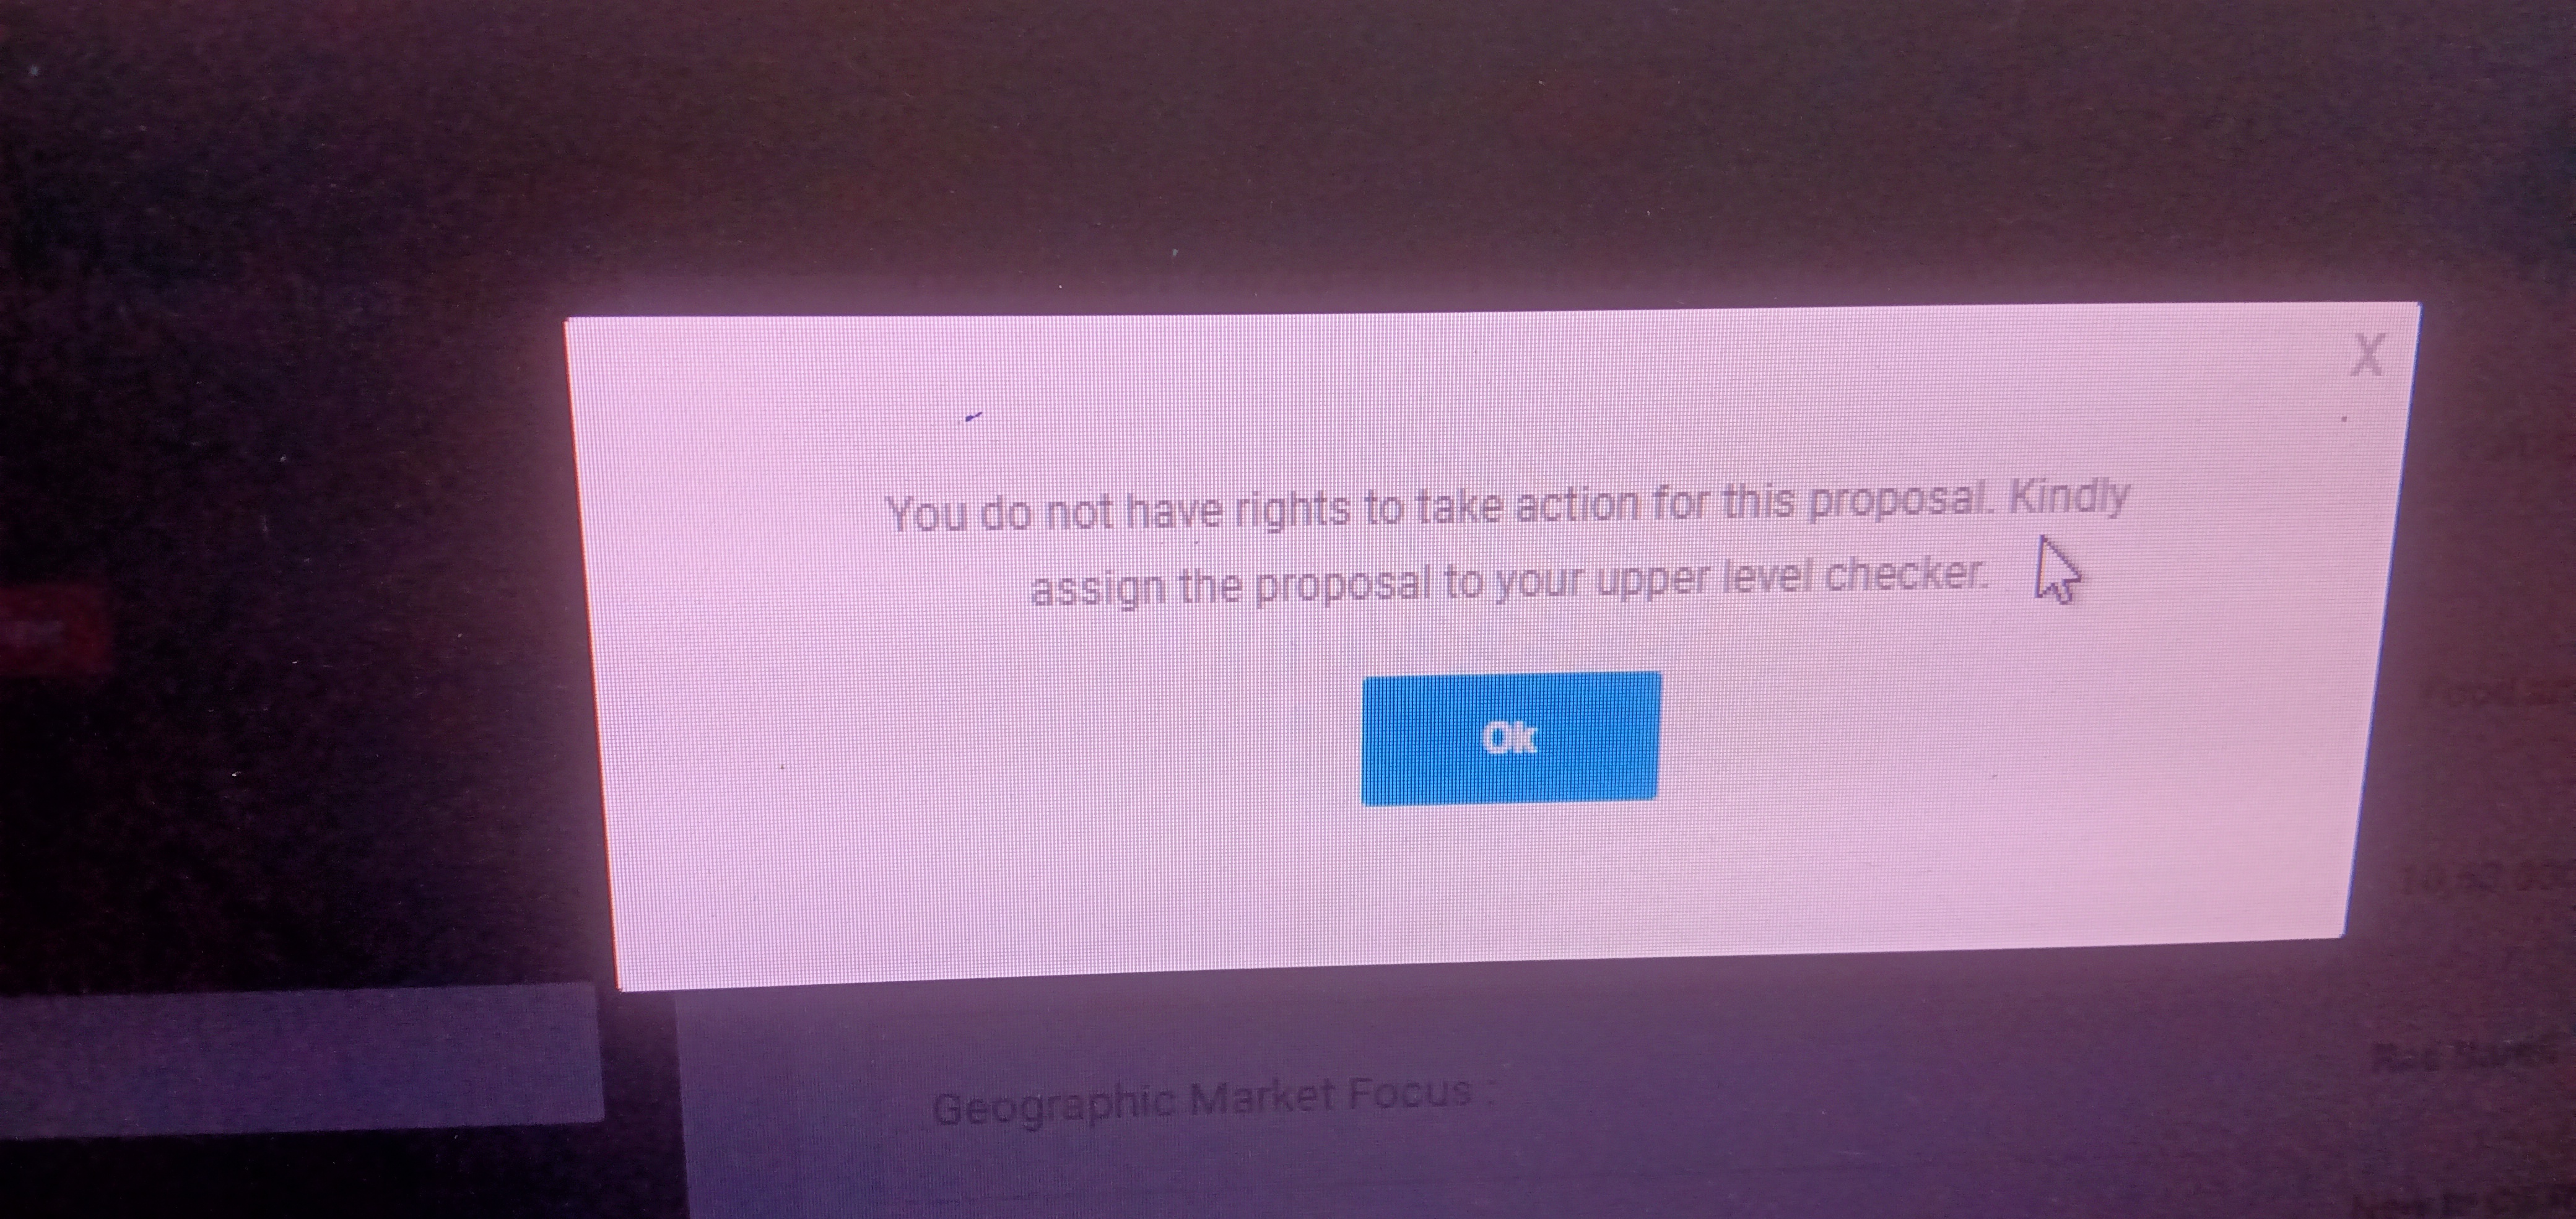 X
You do not have rights to take action for this proposal. Kindly
assign the proposal to your upper level checker.
Ok
Geographic Market Focus :